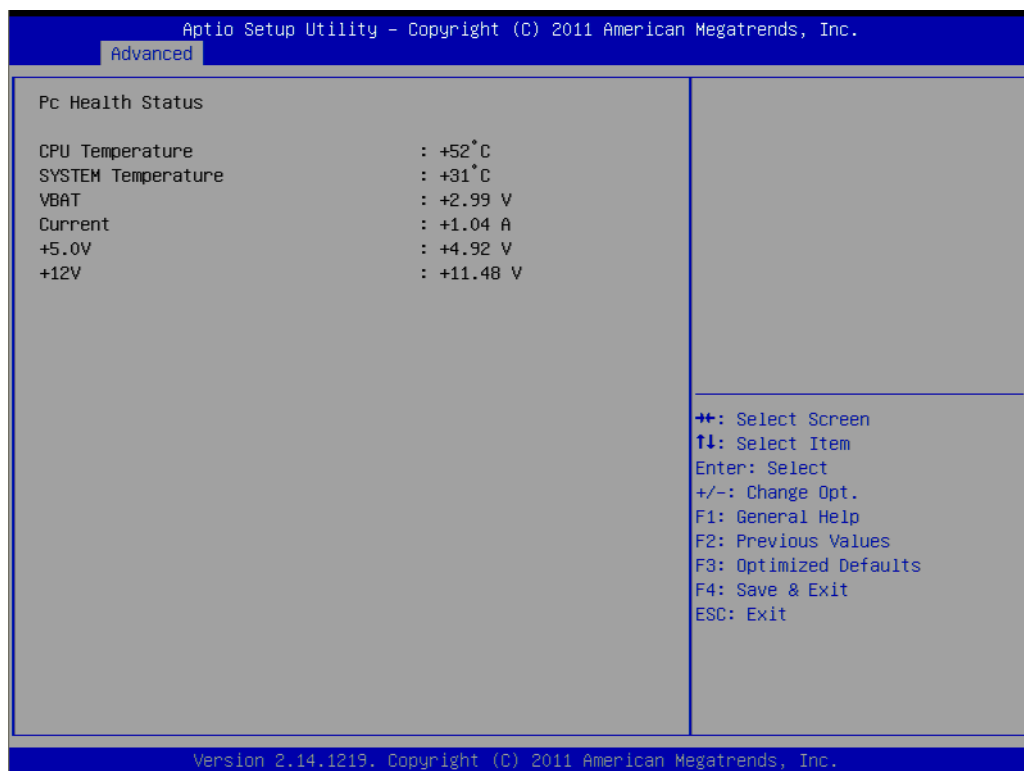 Aptio Setup Utility – Copyright (C) 2011 American Megatrends, Inc.
Advanced
Pc Health Status
CPU Temperature : +52°C
SYSTEM Temperature : +31°C
VBAT : +2.99 V
Current : +1.04 A
+5.0V : +4.92 V
+12V : +11.48 V
→←: Select Screen
↑↓: Select Item
Enter: Select
+/-: Change Opt.
F1: General Help
F2: Previous Values
F3: Optimized Defaults
F4: Save & Exit
ESC: Exit
Version 2.14.1219. Copyright (C) 2011 American Megatrends, Inc.